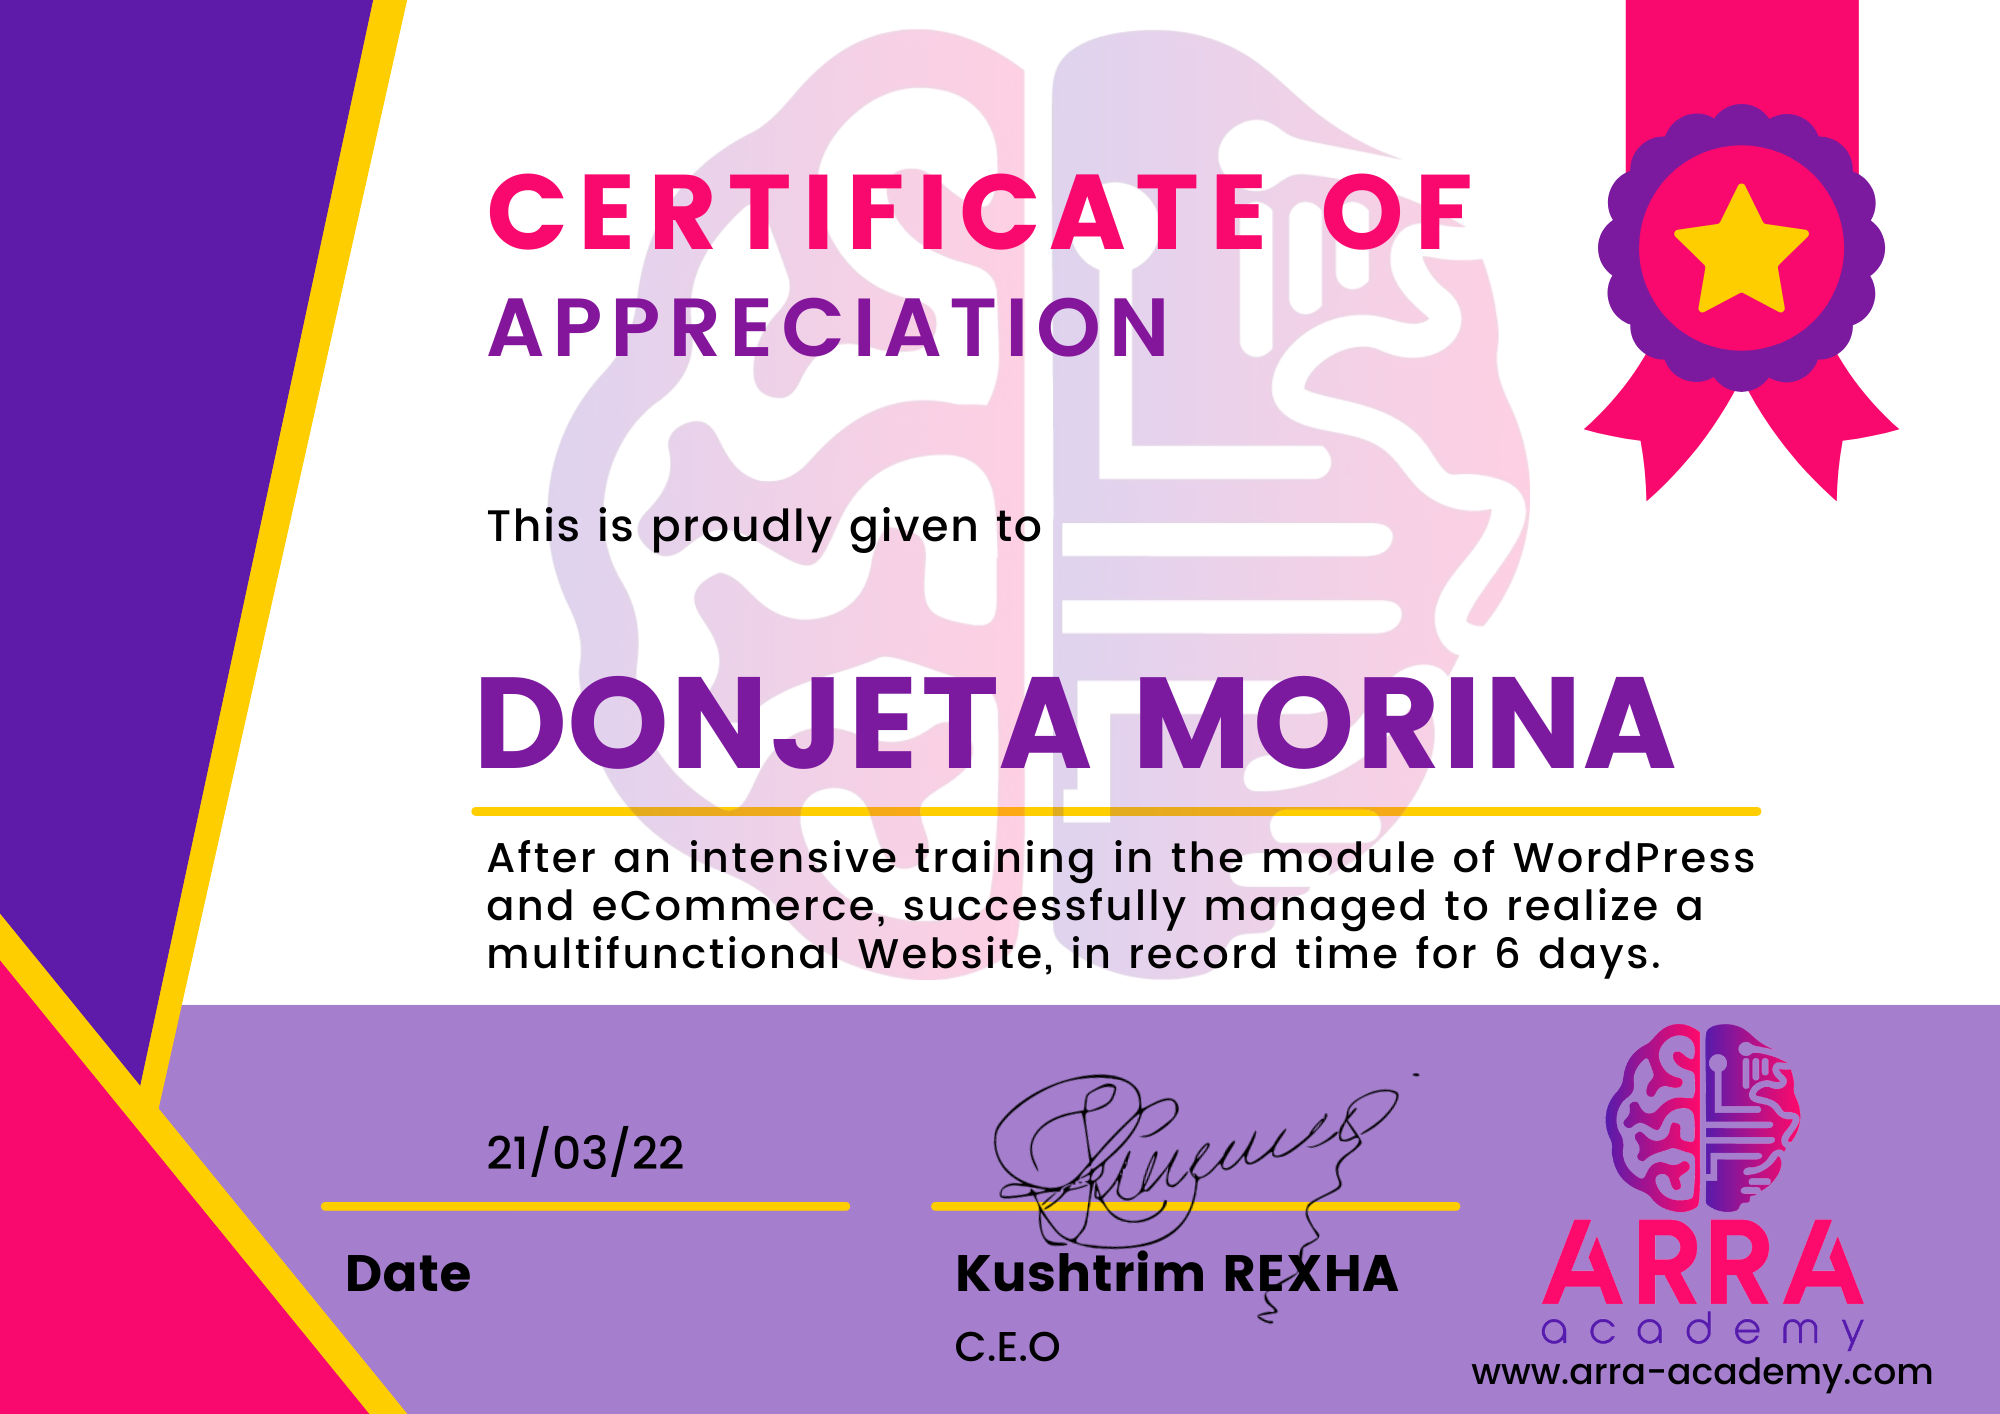 CERTIFICATE OF
APPRECIATION
This is proudly given to
DONJETA MORINA
After an intensive training in the module of WordPress
and eCommerce, successfully managed to realize a
multifunctional Website, in record time for 6 days.
21/03/22
Date
Kushtrim REXHA
C.E.O
ARRA
academy
www.arra-academy.com